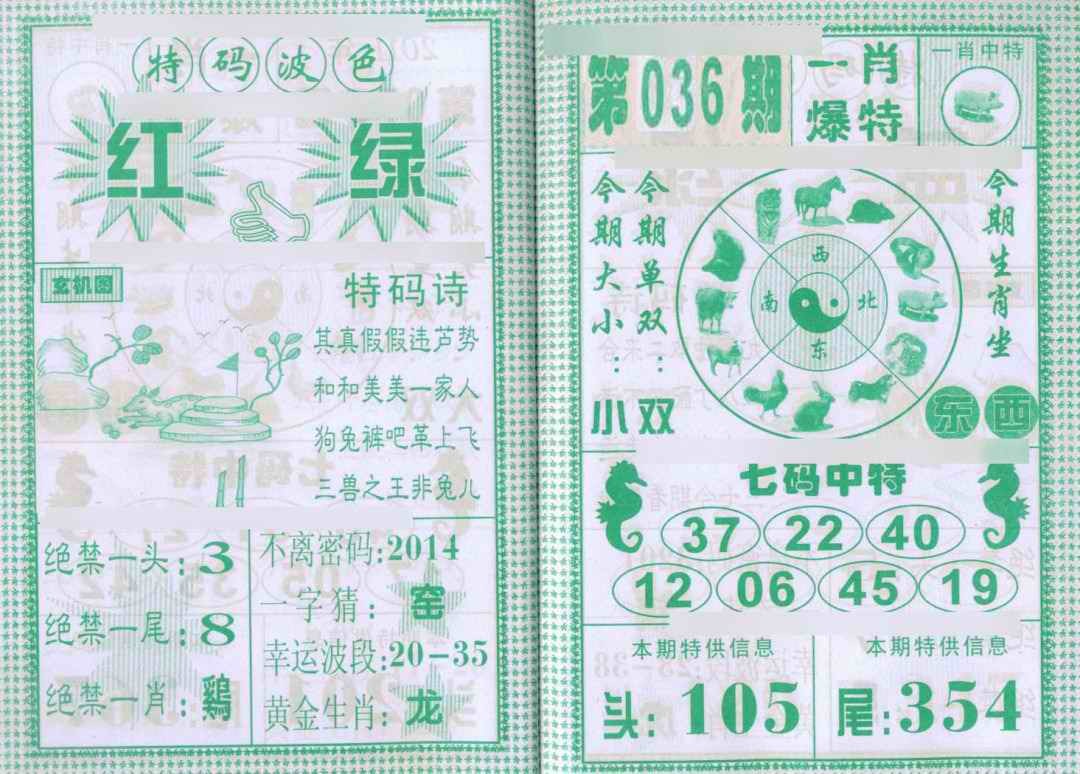 特码波色
红 绿
玄机图
特码诗
其真假假违芦势
和和美美一家人
狗兔裤吧革上飞
三兽之王非兔儿
绝禁一头:3
绝禁一尾:8
绝禁一肖:鷄
不离密码:2014
一字猜:窑
幸运波段:20-35
黄金生肖:龙
第036期
一肖
爆特
一肖中特
今期大小:小
今期单双:双
西
南 北
东
今期生肖坐
东西
七码中特
37 22 40
12 06 45 19
本期特供信息
头:105
本期特供信息
尾:354